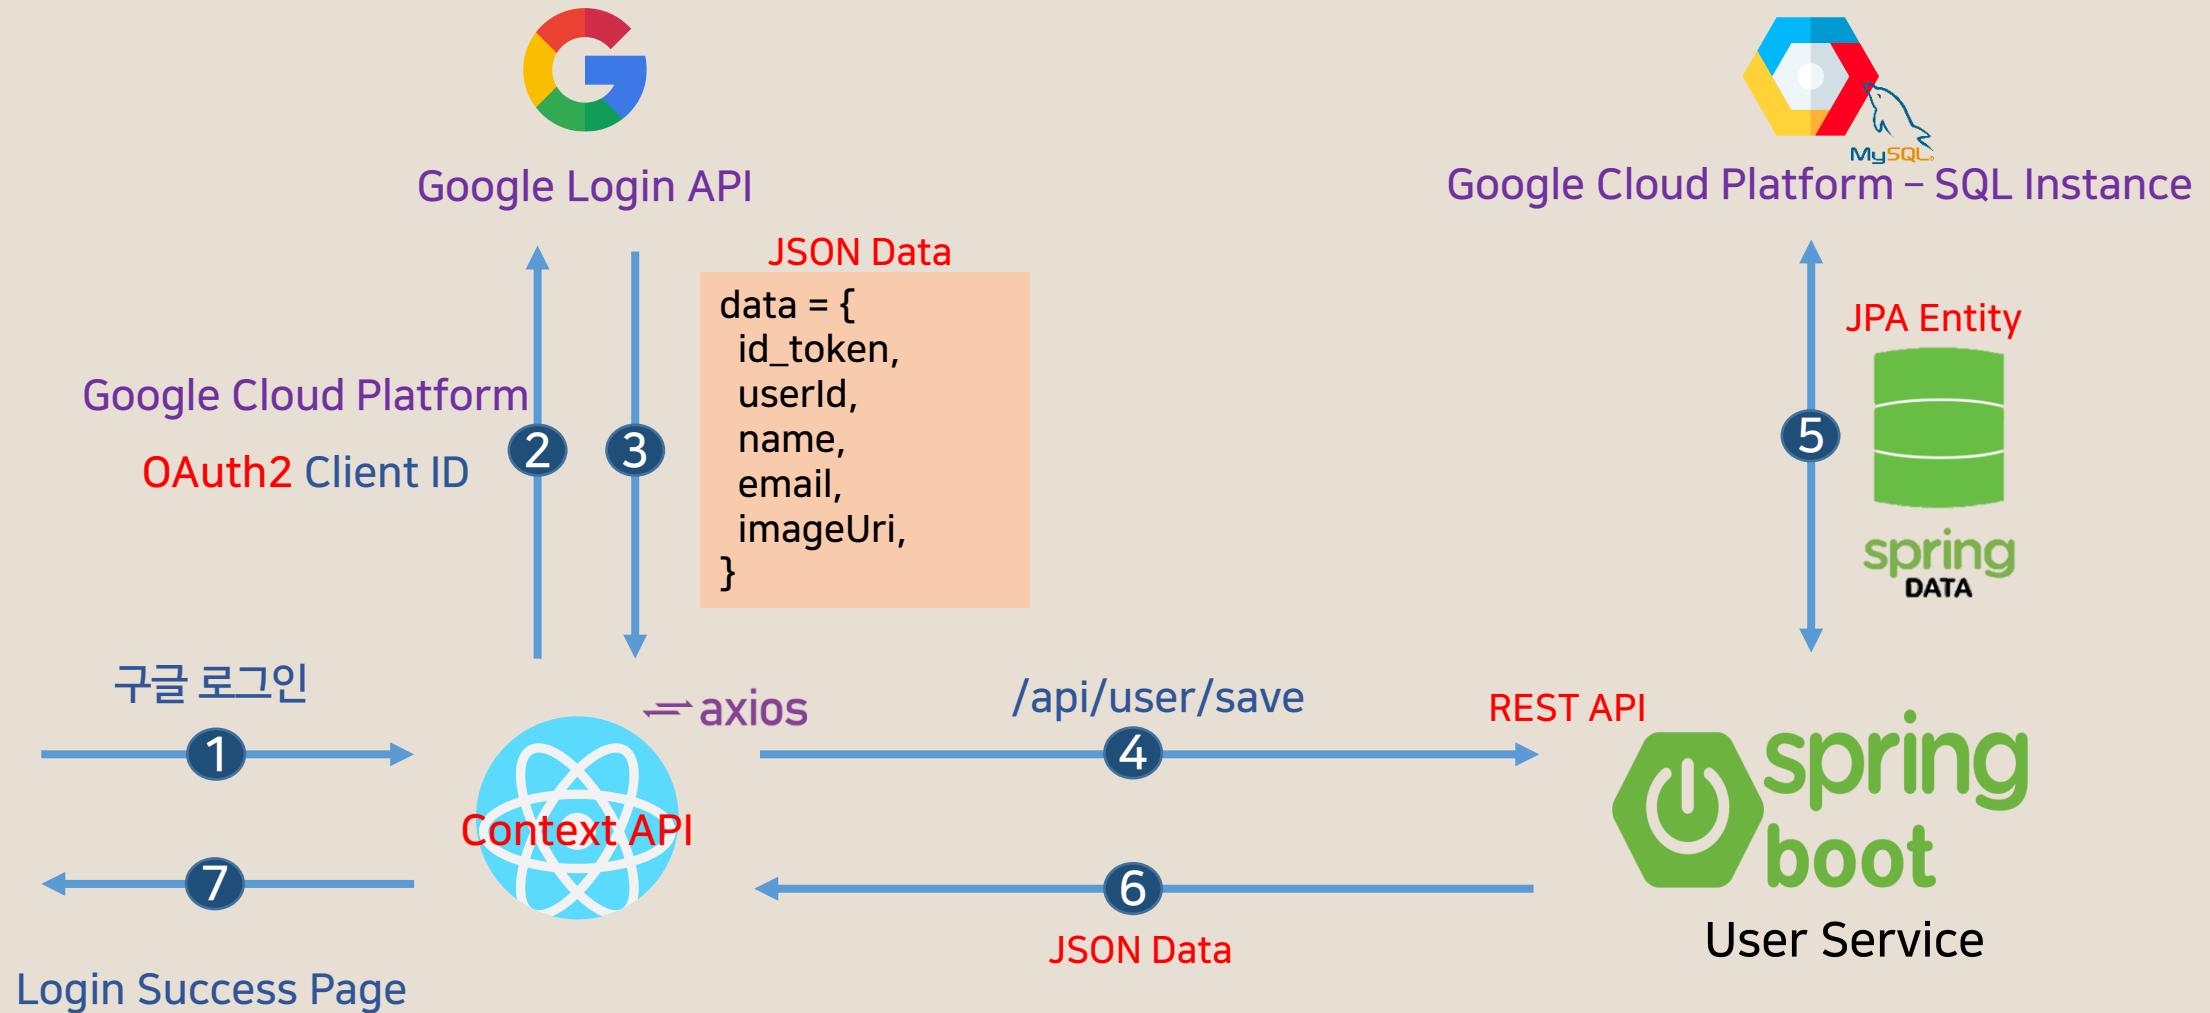 MySQL
Google Login API
Google Cloud Platform – SQL Instance
JSON Data
data = {
id_token,
userId,
name,
email,
imageUri,
}
JPA Entity
Google Cloud Platform
OAuth2 Client ID
2
3
5
spring
DATA
구글 로그인
1
axios
/api/user/save
4
REST API
spring
boot
Context API
7
6
JSON Data
User Service
Login Success Page